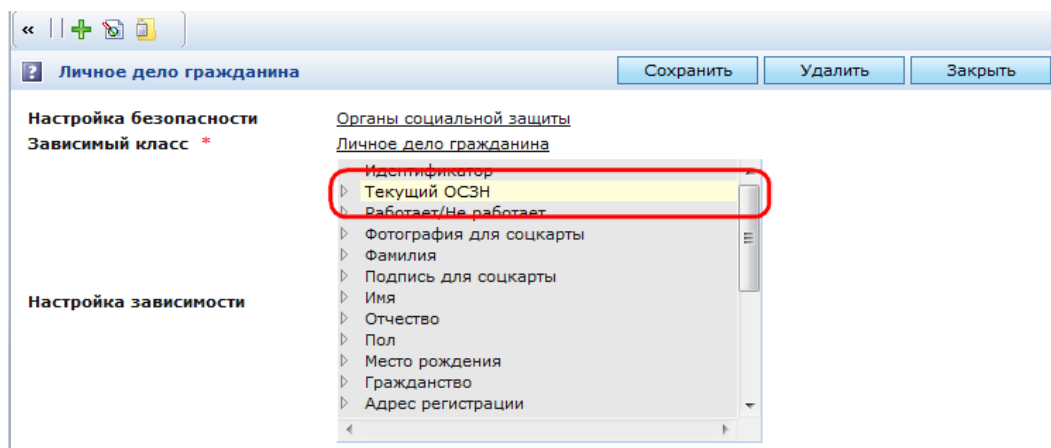 «
? Личное дело гражданина Сохранить Удалить Закрыть
Настройка безопасности Органы социальной защиты
Зависимый класс * Личное дело гражданина
Идентификатор
Текущий ОСЗН
Работает/Не работает
Фотография для соцкарты
Фамилия
Подпись для соцкарты
Настройка зависимости Имя
Отчество
Пол
Место рождения
Гражданство
Адрес регистрации